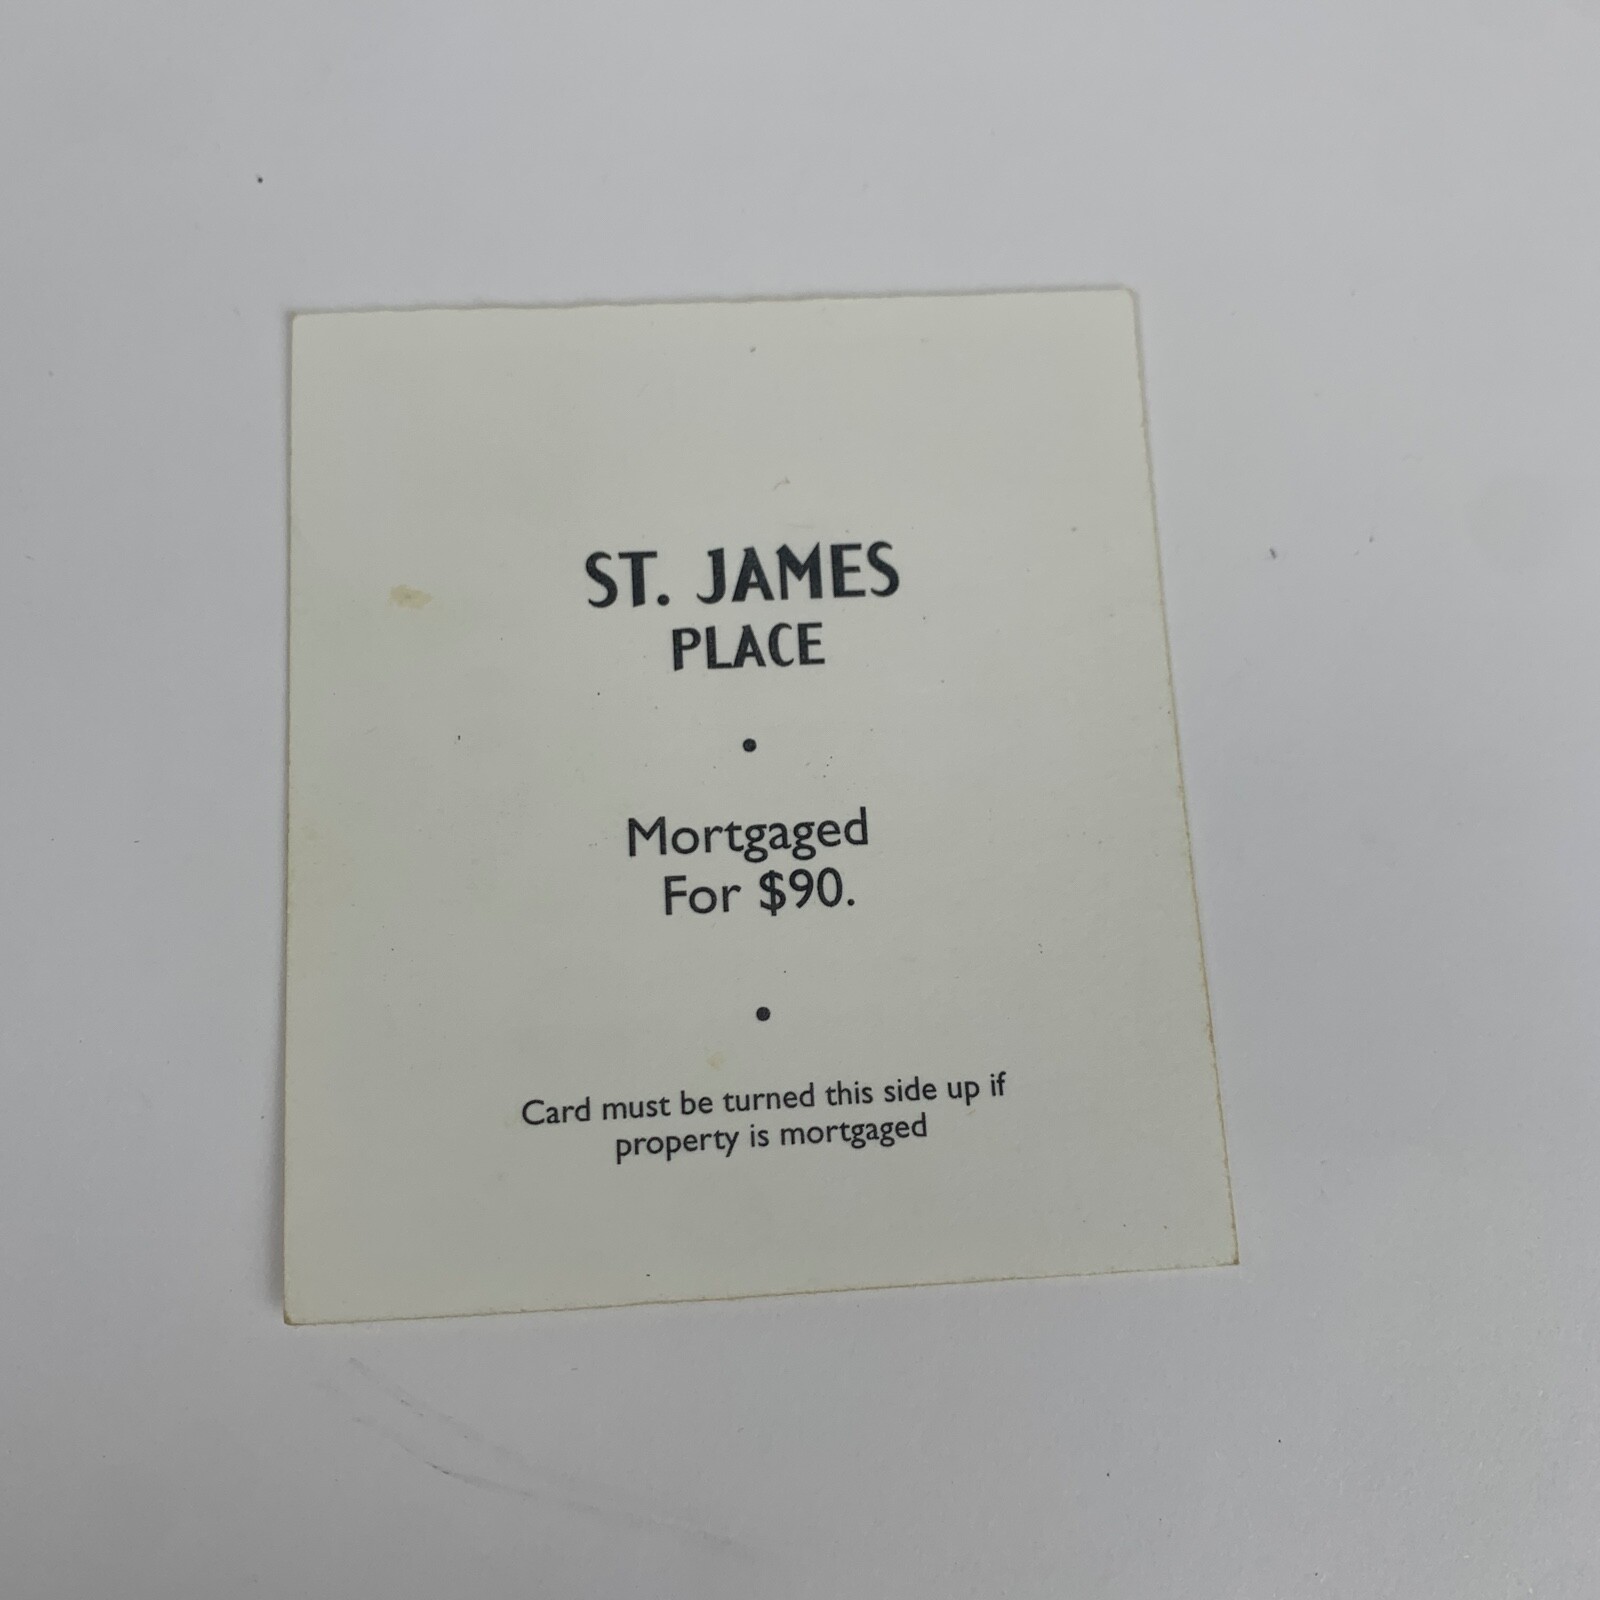 ST. JAMES
PLACE
•
Mortgaged
For $90.
•
Card must be turned this side up if
property is mortgaged